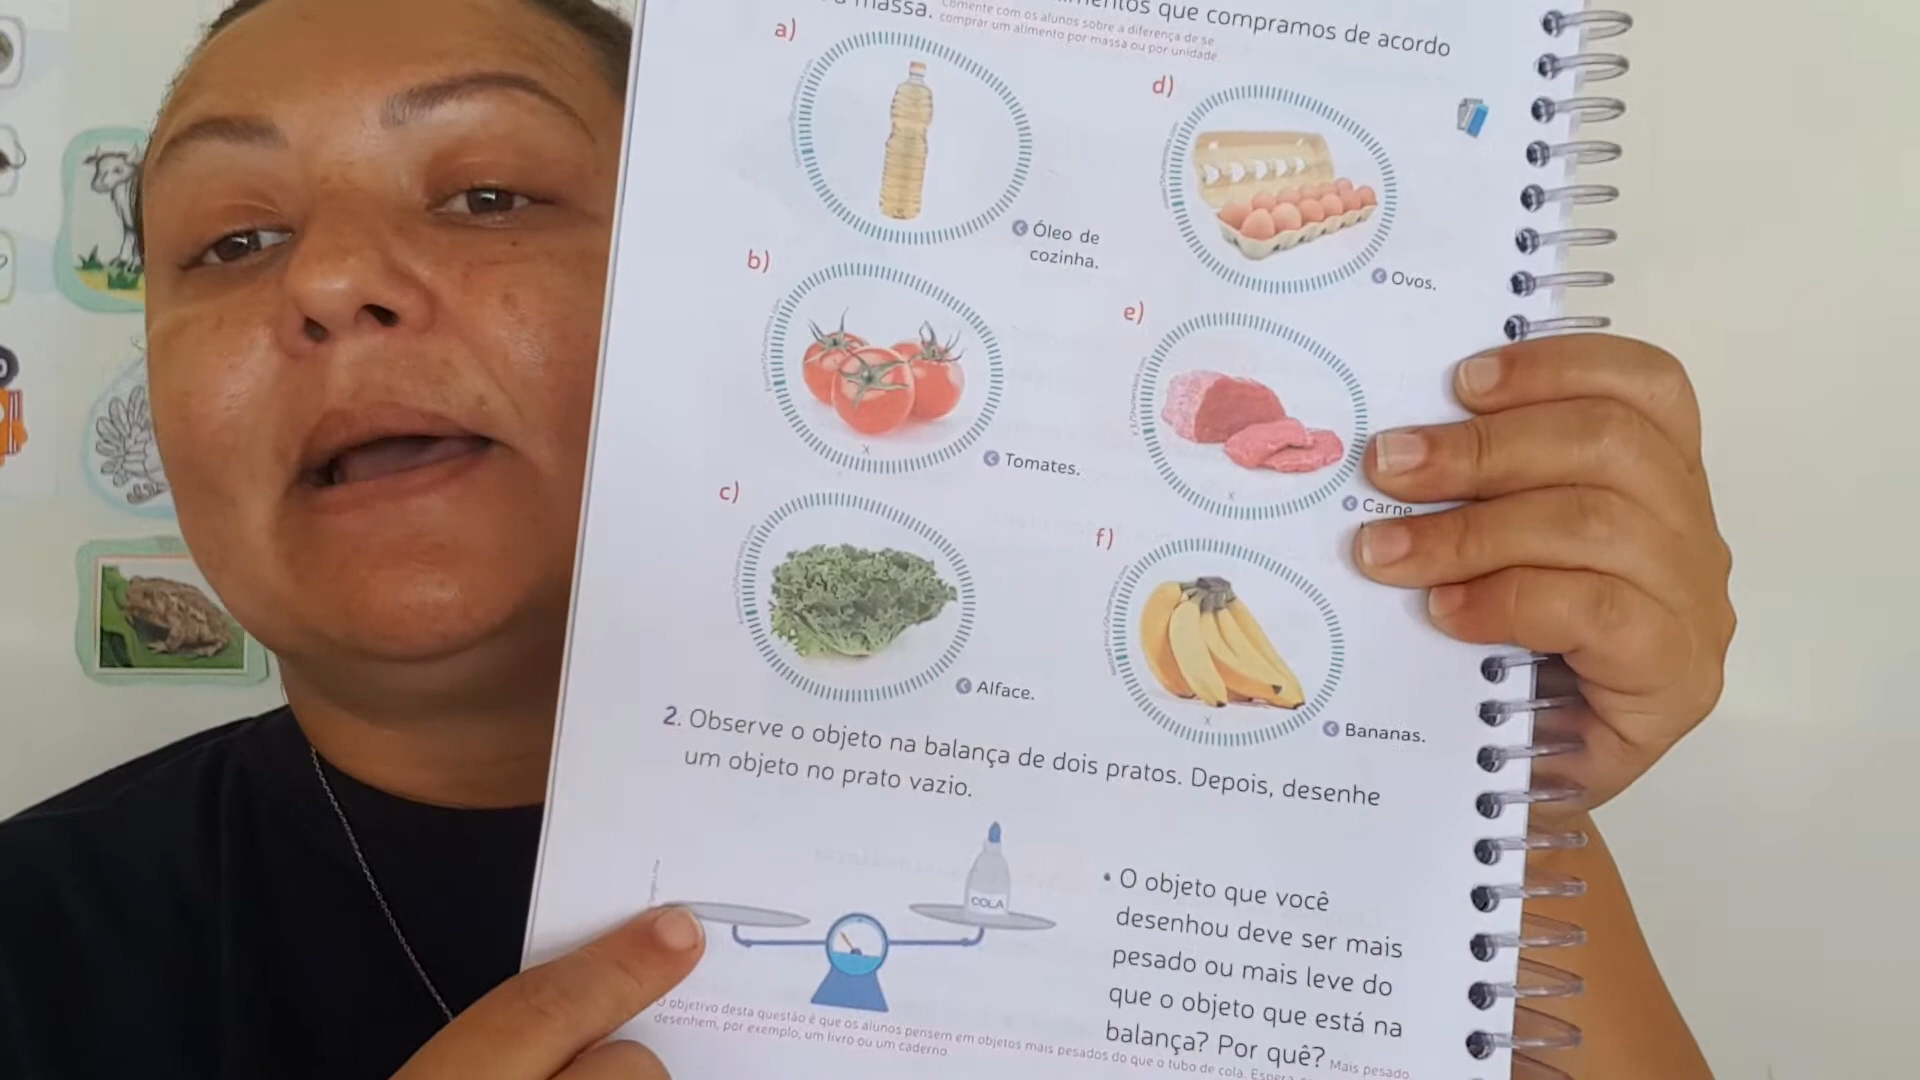 que compramos de acordo
massa. Comente com os alunos sobre a diferença de se
comprar um alimento por massa ou por unidade
a)
d)
Óleo de
cozinha.
Ovos.
b)
e)
x
Tomates.
x
Carne
c)
f)
Alface.
x
Bananas.
2. Observe o objeto na balança de dois pratos. Depois, desenhe
um objeto no prato vazio.
COLA
• O objeto que você
desenhou deve ser mais
pesado ou mais leve do
que o objeto que está na
balança? Por quê? Mais pesado
O objetivo desta questão é que os alunos pensem em objetos mais pesados do que o tubo de cola.
desenhem, por exemplo, um livro ou um caderno